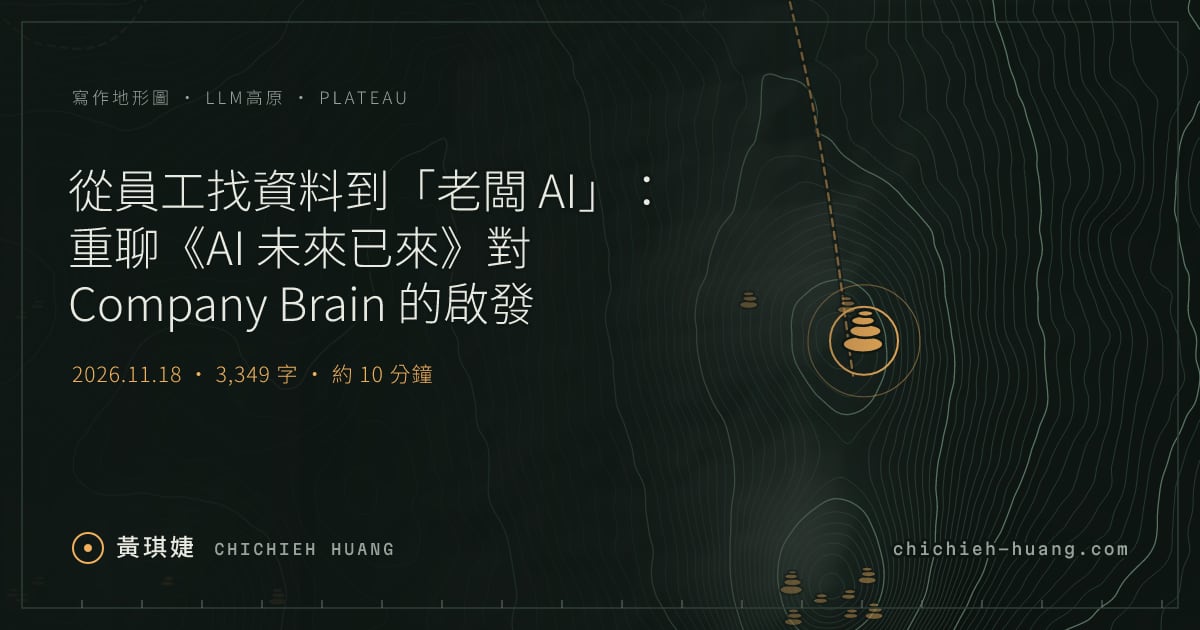 寫作地形圖 · LLM高原 · PLATEAU
從員工找資料到「老闆 AI」：
重聊《AI 未來已來》對
Company Brain 的啟發
2026.11.18 · 3,349 字 · 約 10 分鐘
黃琪婕 CHICHIEH HUANG
chichieh-huang.com